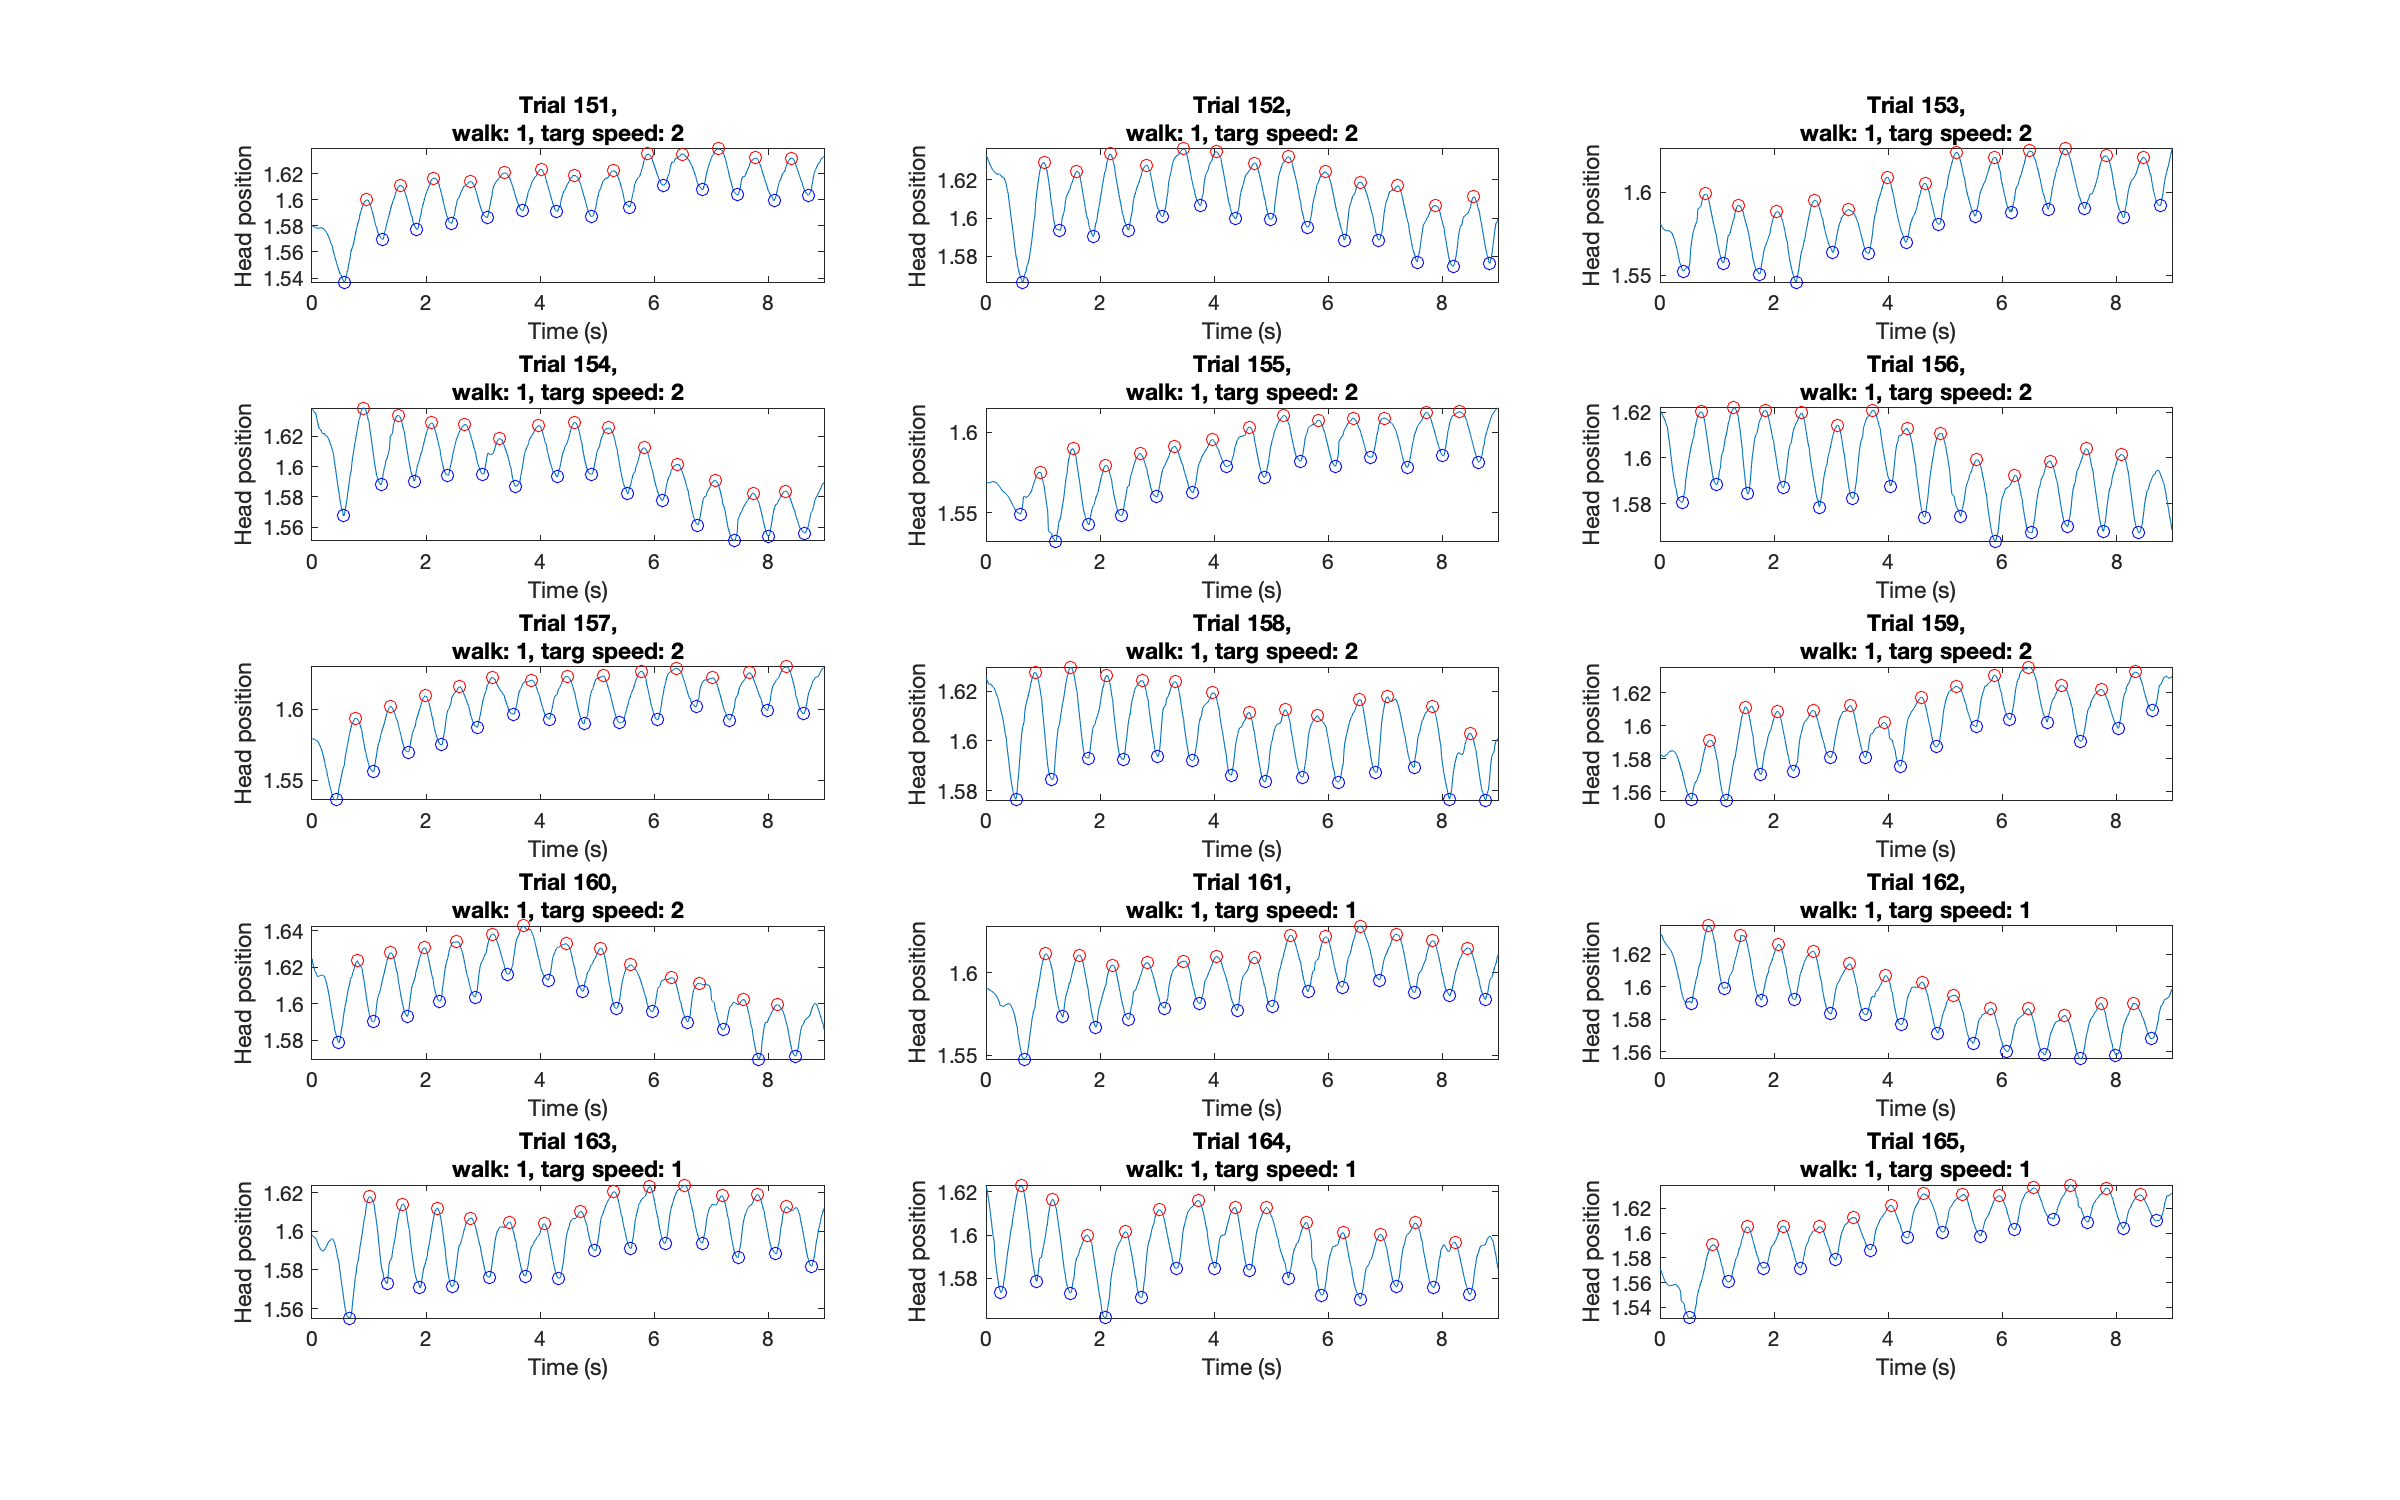 Trial 151,
walk: 1, targ speed: 2
Head position
1.62
1.6
1.58
1.56
1.54
0 2 4 6 8
Time (s)
Trial 152,
walk: 1, targ speed: 2
Head position
1.62
1.6
1.58
0 2 4 6 8
Time (s)
Trial 153,
walk: 1, targ speed: 2
Head position
1.6
1.55
0 2 4 6 8
Time (s)
Trial 154,
walk: 1, targ speed: 2
Head position
1.62
1.6
1.58
1.56
0 2 4 6 8
Time (s)
Trial 155,
walk: 1, targ speed: 2
Head position
1.6
1.55
0 2 4 6 8
Time (s)
Trial 156,
walk: 1, targ speed: 2
Head position
1.62
1.6
1.58
0 2 4 6 8
Time (s)
Trial 157,
walk: 1, targ speed: 2
Head position
1.6
1.55
0 2 4 6 8
Time (s)
Trial 158,
walk: 1, targ speed: 2
Head position
1.62
1.6
1.58
0 2 4 6 8
Time (s)
Trial 159,
walk: 1, targ speed: 2
Head position
1.62
1.6
1.58
1.56
0 2 4 6 8
Time (s)
Trial 160,
walk: 1, targ speed: 2
Head position
1.64
1.62
1.6
1.58
0 2 4 6 8
Time (s)
Trial 161,
walk: 1, targ speed: 1
Head position
1.6
1.55
0 2 4 6 8
Time (s)
Trial 162,
walk: 1, targ speed: 1
Head position
1.62
1.6
1.58
1.56
0 2 4 6 8
Time (s)
Trial 163,
walk: 1, targ speed: 1
Head position
1.62
1.6
1.58
1.56
0 2 4 6 8
Time (s)
Trial 164,
walk: 1, targ speed: 1
Head position
1.62
1.6
1.58
0 2 4 6 8
Time (s)
Trial 165,
walk: 1, targ speed: 1
Head position
1.62
1.6
1.58
1.56
1.54
0 2 4 6 8
Time (s)